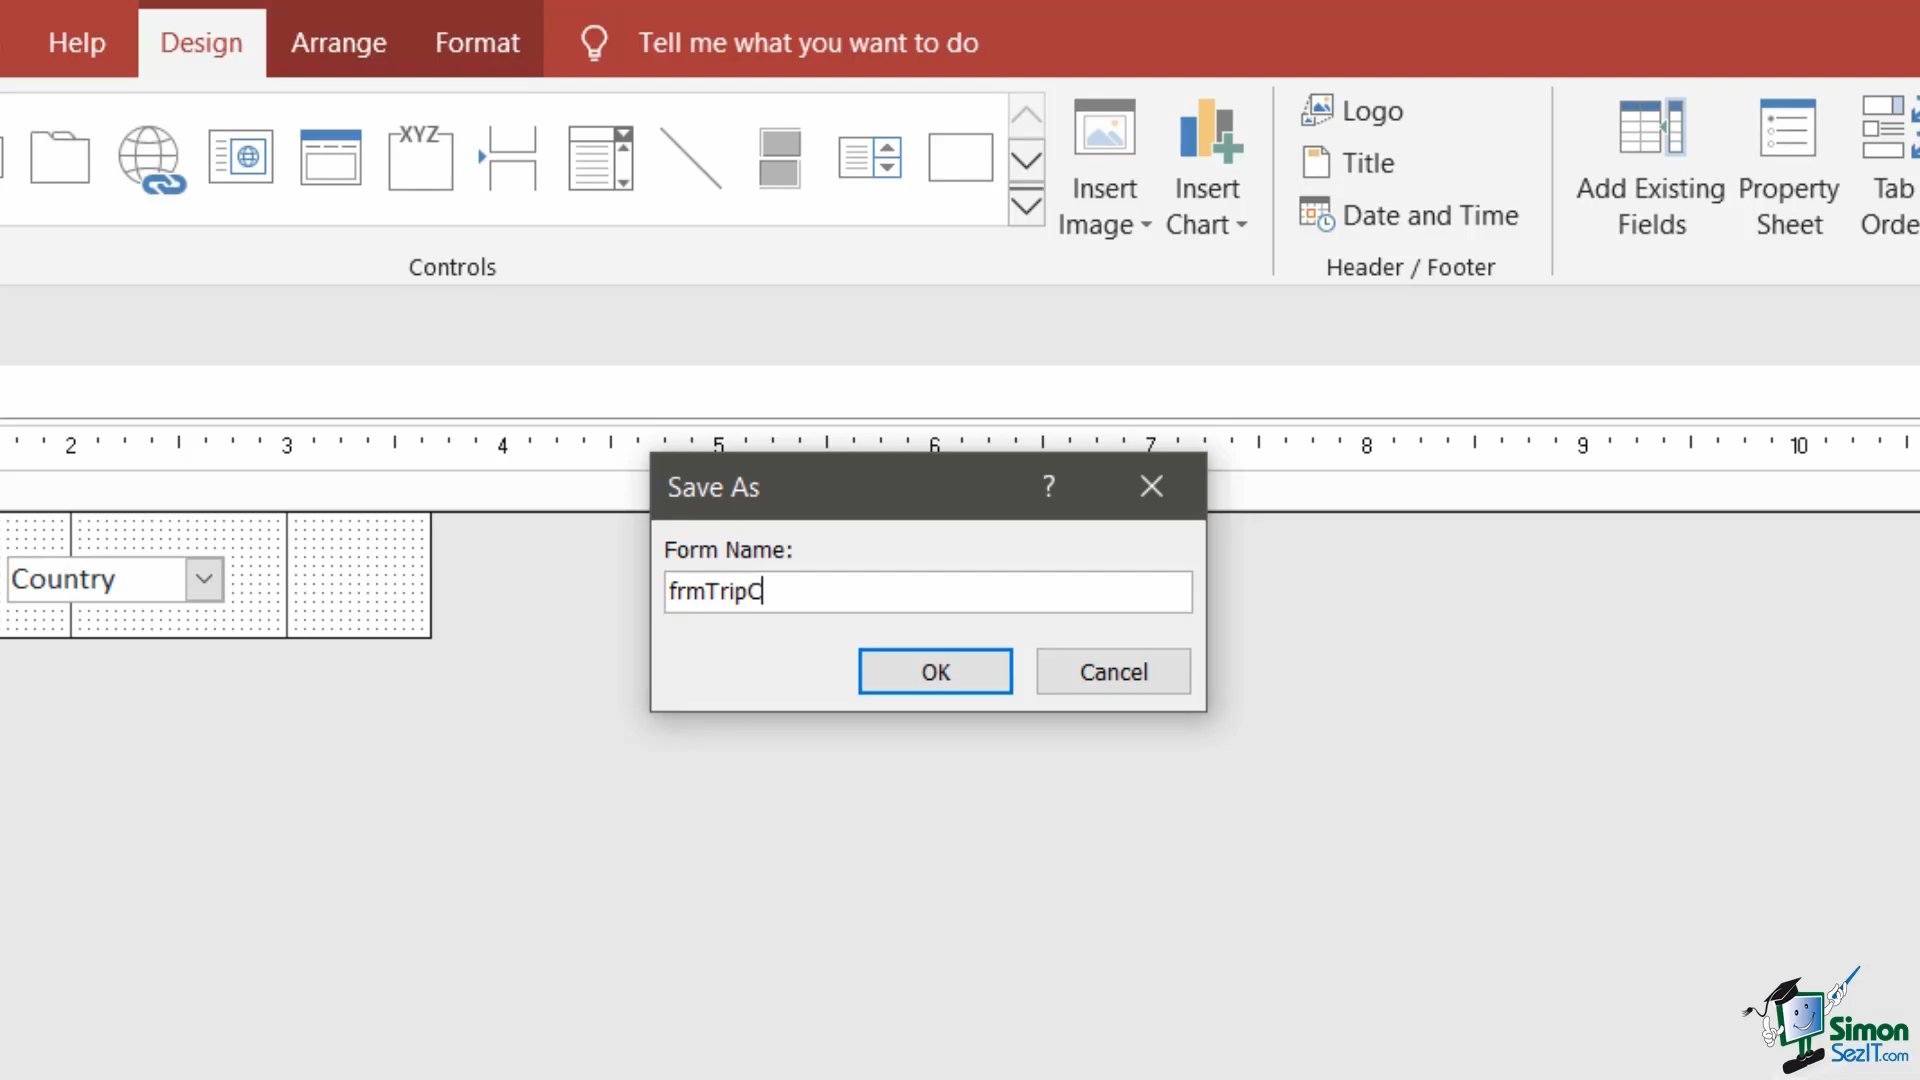 Help Design Arrange Format Tell me what you want to do
XYZ
Insert Image
Insert Chart
Logo
Title
Date and Time
Add Existing Fields
Property Sheet
Tab Orde
Controls
Header / Footer
2 3 4 5 6 7 8 9 10
Save As ? 
Form Name:
Country
frmTripC
OK Cancel
Simon
SezIT.com